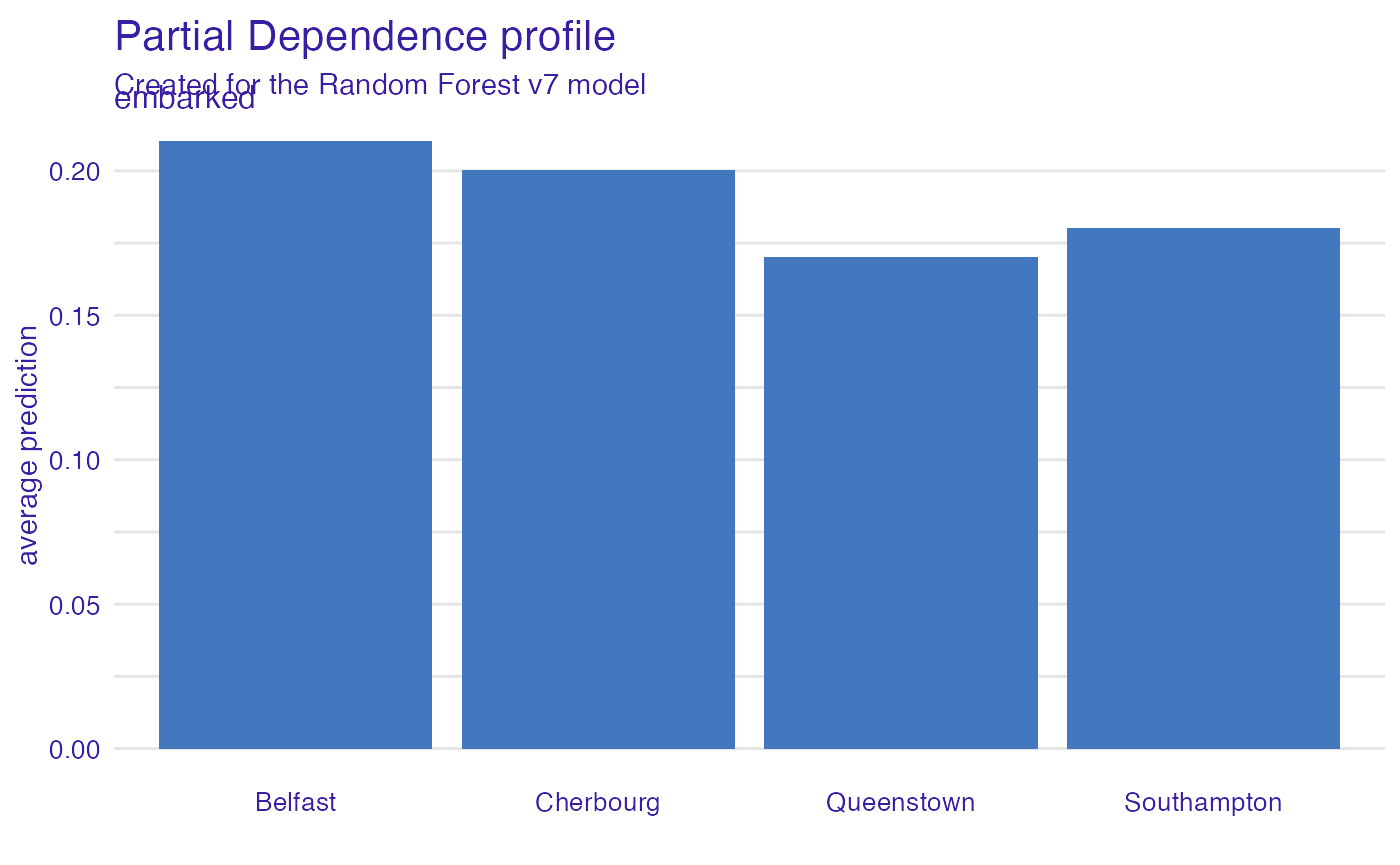 Partial Dependence profile
Created for the Random Forest v7 model
embarked
0.20
0.15
0.10
0.05
0.00
average prediction
Belfast Cherbourg Queenstown Southampton